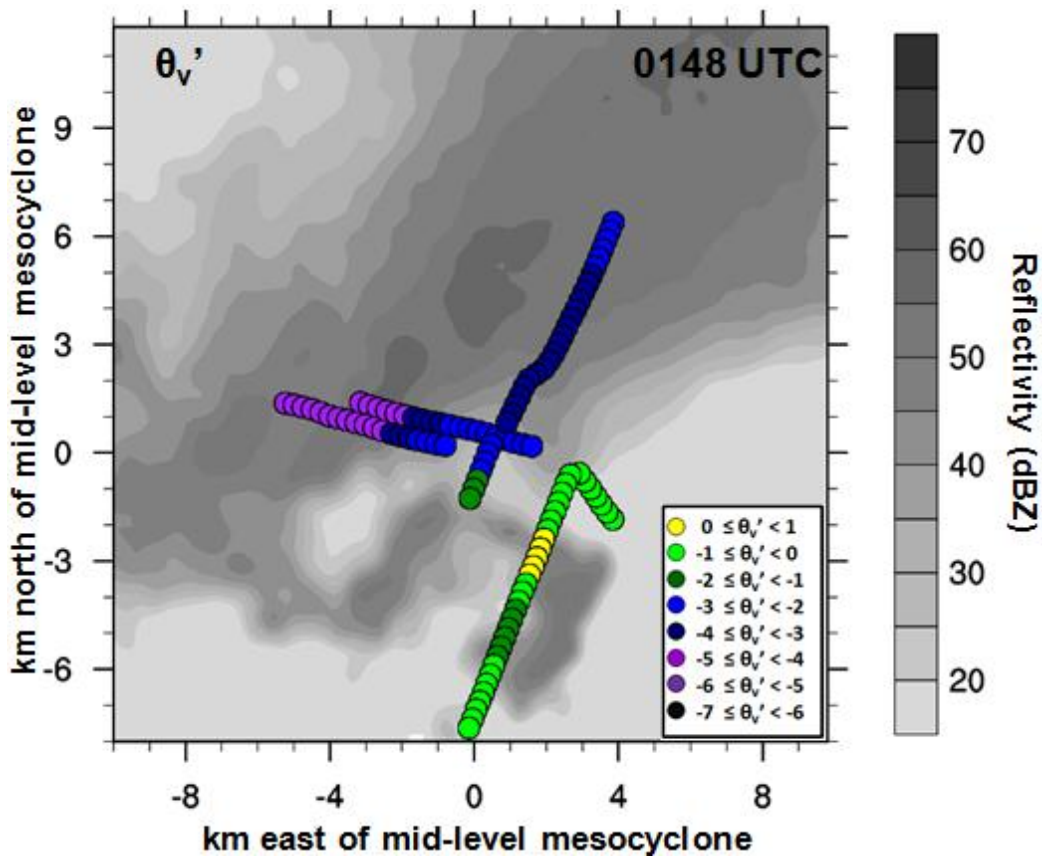 θv’
0148 UTC
9
6
3
0
-3
-6
-8
-4
0
4
8
km north of mid-level mesocyclone
km east of mid-level mesocyclone
0 ≤ θv’ < 1
-1 ≤ θv’ < 0
-2 ≤ θv’ < -1
-3 ≤ θv’ < -2
-4 ≤ θv’ < -3
-5 ≤ θv’ < -4
-6 ≤ θv’ < -5
-7 ≤ θv’ < -6
70
60
50
40
30
20
Reflectivity (dBZ)